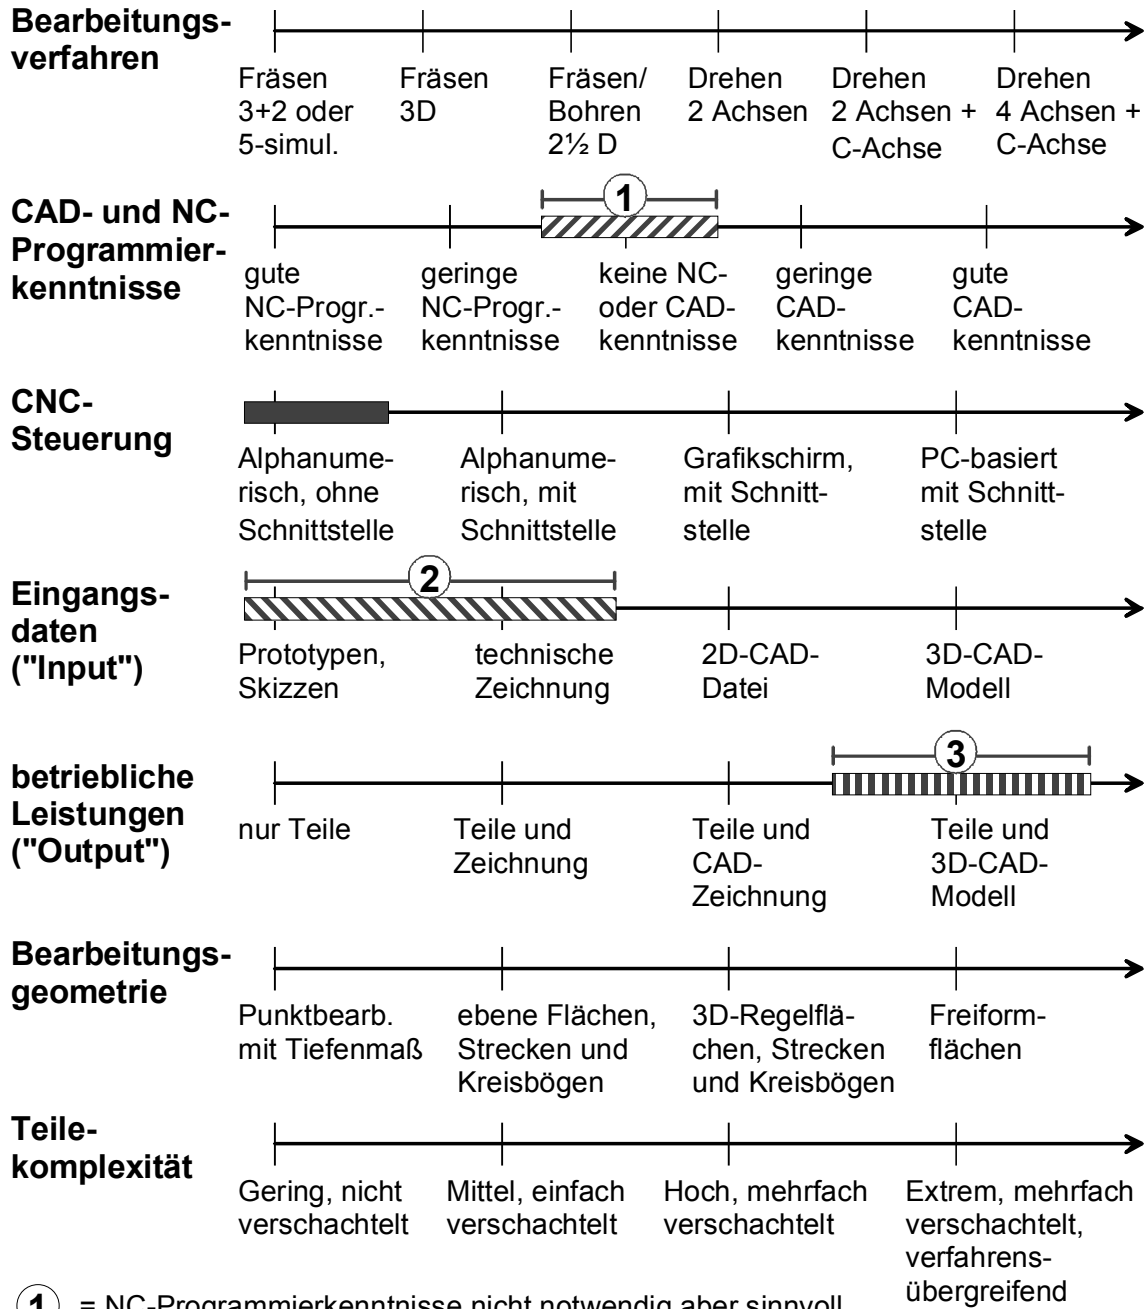 Bearbeitungs-
verfahren
Fräsen
3+2 oder
5-simul.
Fräsen
3D
Fräsen/
Bohren
2½ D
Drehen
2 Achsen
Drehen
2 Achsen +
C-Achse
Drehen
4 Achsen +
C-Achse
CAD- und NC-
Programmier-
kenntnisse
1
gute
NC-Progr.-
kenntnisse
geringe
NC-Progr.-
kenntnisse
keine NC-
oder CAD-
kenntnisse
geringe
CAD-
kenntnisse
gute
CAD-
kenntnisse
CNC-
Steuerung
Alphanume-
risch, ohne
Schnittstelle
Alphanume-
risch, mit
Schnittstelle
Grafikschirm,
mit Schnitt-
stelle
PC-basiert
mit Schnitt-
stelle
Eingangs-
daten
("Input")
2
Prototypen,
Skizzen
technische
Zeichnung
2D-CAD-
Datei
3D-CAD-
Modell
betriebliche
Leistungen
("Output")
3
nur Teile
Teile und
Zeichnung
Teile und
CAD-
Zeichnung
Teile und
3D-CAD-
Modell
Bearbeitungs-
geometrie
Punktbearb.
mit Tiefenmaß
ebene Flächen,
Strecken und
Kreisbögen
3D-Regelflä-
chen, Strecken
und Kreisbögen
Freiform-
flächen
Teile-
komplexität
Gering, nicht
verschachtelt
Mittel, einfach
verschachtelt
Hoch, mehrfach
verschachtelt
Extrem, mehrfach
verschachtelt,
verfahrens-
übergreifend
1 = NC-Programmierkenntnisse nicht notwendig aber sinnvoll